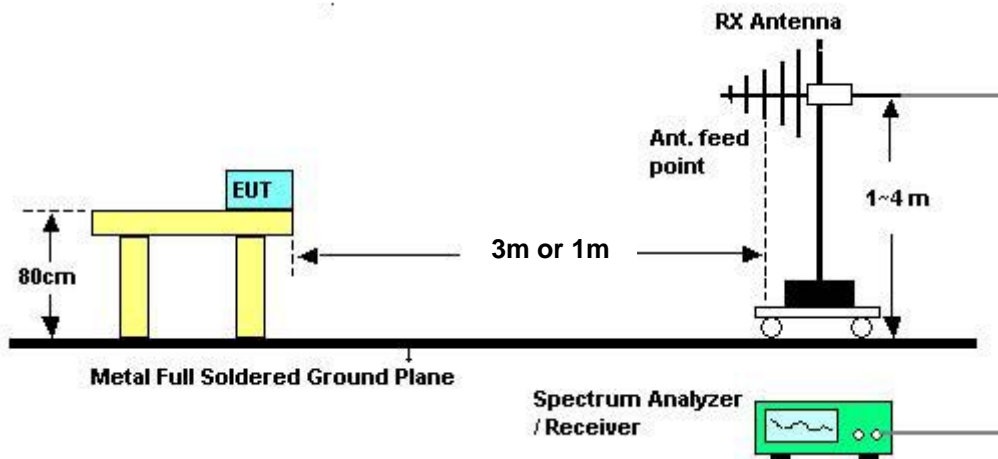 RX Antenna
Ant. feed
point
EUT
1~4 m
3m or 1m
80cm
Metal Full Soldered Ground Plane
Spectrum Analyzer
/ Receiver